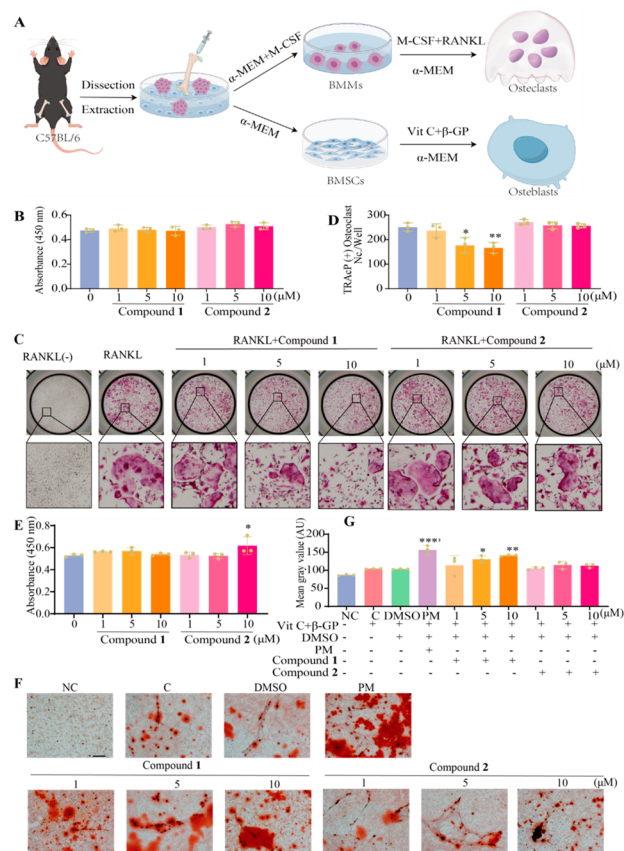 A
C57BL/6
Dissection
Extraction
α-MEM+M-CSF
α-MEM
BMMs
BMSCs
M-CSF+RANKL
α-MEM
Vit C+β-GP
α-MEM
Osteclasts
Osteblasts
B
Absorbance (450 nm)
0.6
0.4
0.2
0.0
0 1 5 10 1 5 10 (μM)
Compound 1 Compound 2
D
TRAcP (+) Osteoclast
Nc./Well
300
200
100
0
* **
0 1 5 10 1 5 10 (μM)
Compound 1 Compound 2
C
RANKL(-) RANKL RANKL+Compound 1 RANKL+Compound 2
1 5 10 1 5 10 (μM)
E
Absorbance (450 nm)
0.8
0.6
0.4
0.2
0.0
*
0 1 5 10 1 5 10 (μM)
Compound 1 Compound 2
G
Mean gray value (AU)
200
150
100
50
0
* **
NC C DMSO PM 1 5 10 1 5 10 (μM)
Vit C+β-GP - + + + + + + + + +
DMSO - - + + + + + + + +
PM - - - + - - - - - -
Compound 1 - - - - + + + - - -
Compound 2 - - - - - - - + + +
F
NC C DMSO PM
Compound 1 Compound 2
1 5 10 1 5 10 (μM)